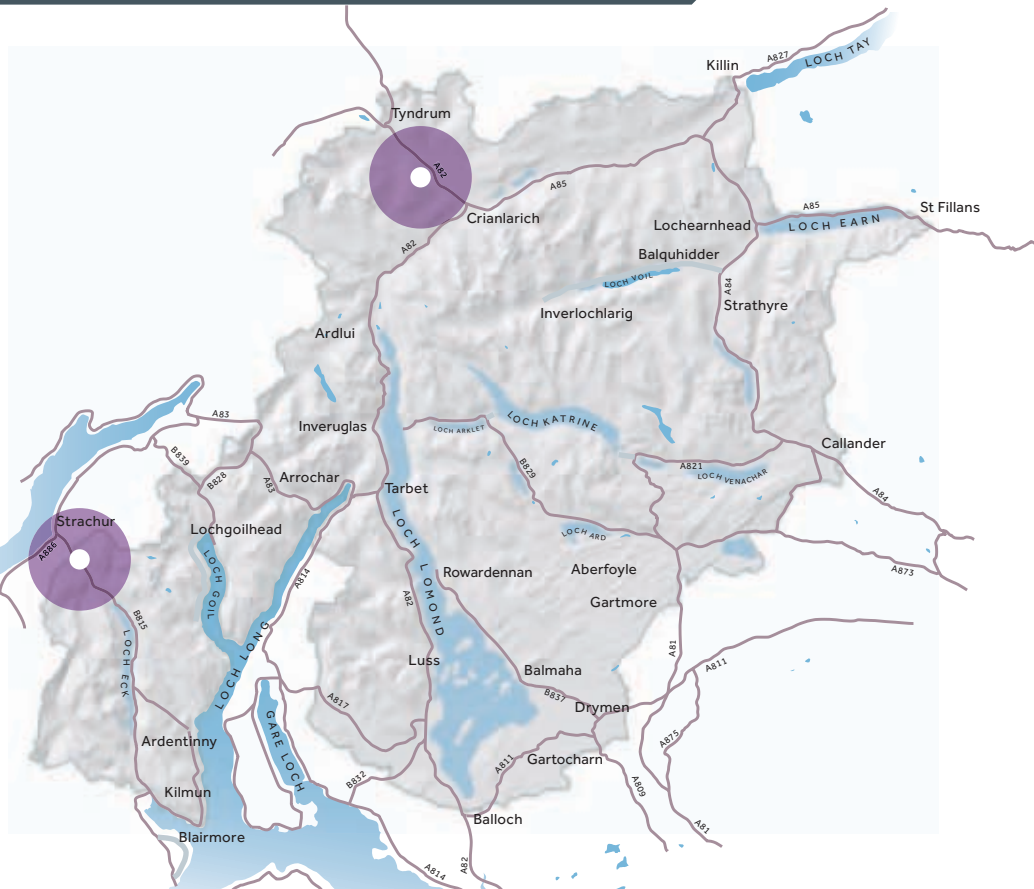 Killin
A827
LOCH TAY
Tyndrum
A82
A85
Crianlarich
A85
St Fillans
LOCH EARN
Lochearnhead
A82
Balquhidder
LOCH VOIL
A84
Inverlochlarig
Strathyre
Ardlui
A83
LOCH KATRINE
Inveruglas
LOCH ARKLET
Callander
B839
B828
A83
Arrochar
B829
A821
LOCH VENACHAR
Tarbet
A84
Strachur
A886
Lochgoilhead
LOCH ARD
LOCH LOMOND
LOCH GOIL
A814
Rowardennan
Aberfoyle
A873
A82
Gartmore
B815
LOCH ECK
LOCH LONG
A81
Luss
Balmaha
A811
B837
A817
Drymen
GARE LOCH
Ardentinny
A875
Gartocharn
A811
B832
A809
Kilmun
Balloch
A81
Blairmore
A814
A82